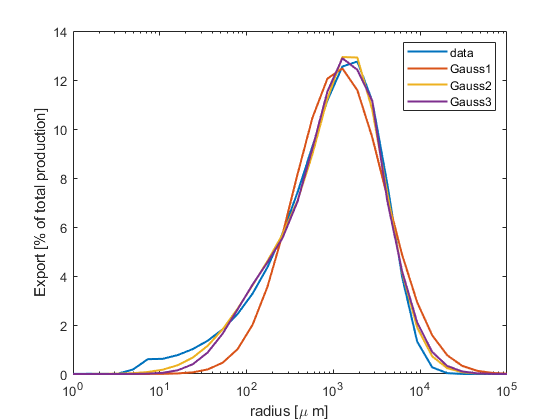 14
12
10
8
6
4
2
0
Export [% of total production]
data
Gauss1
Gauss2
Gauss3
10⁰ 10¹ 10² 10³ 10⁴ 10⁵
radius [μ m]